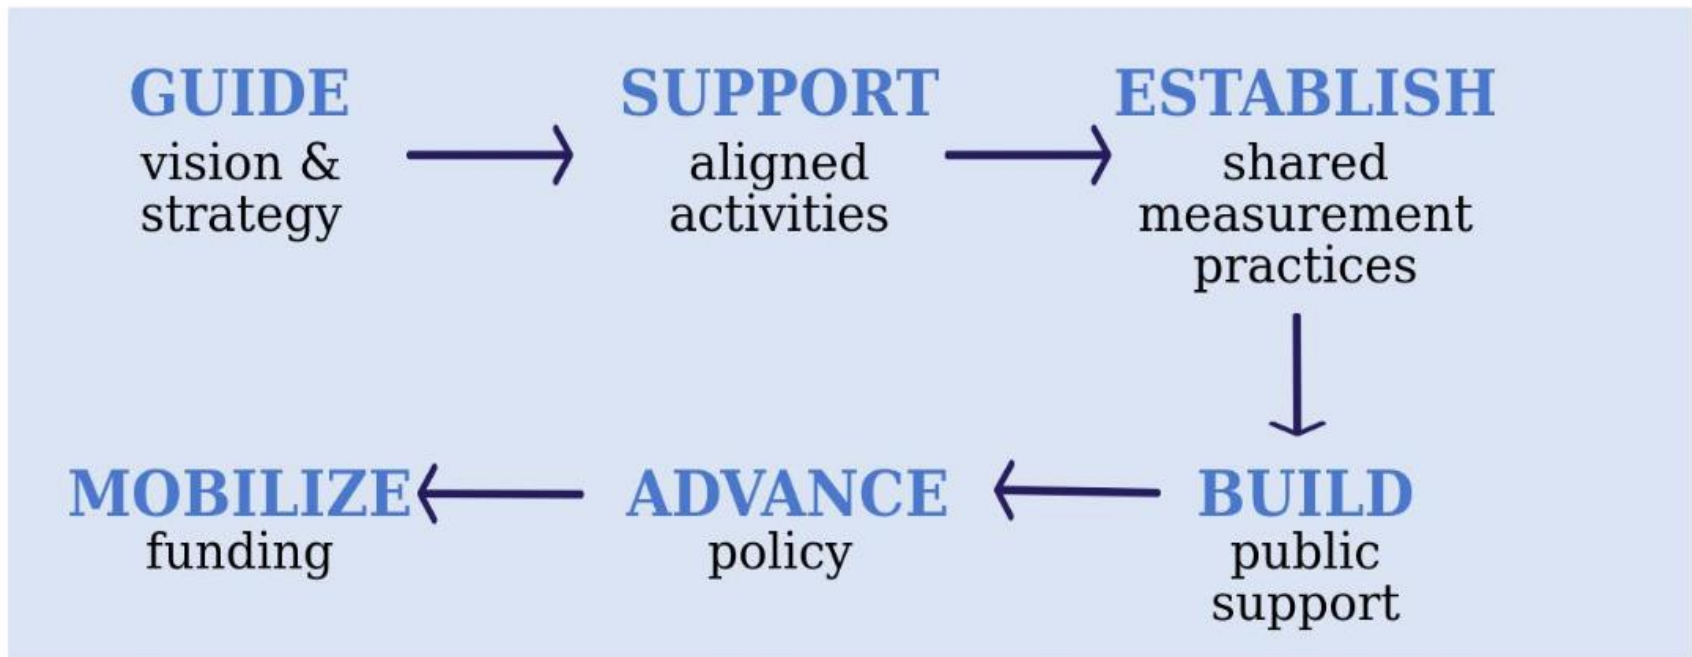 GUIDE
vision &
strategy
SUPPORT
aligned
activities
ESTABLISH
shared
measurement
practices
BUILD
public
support
ADVANCE
policy
MOBILIZE
funding